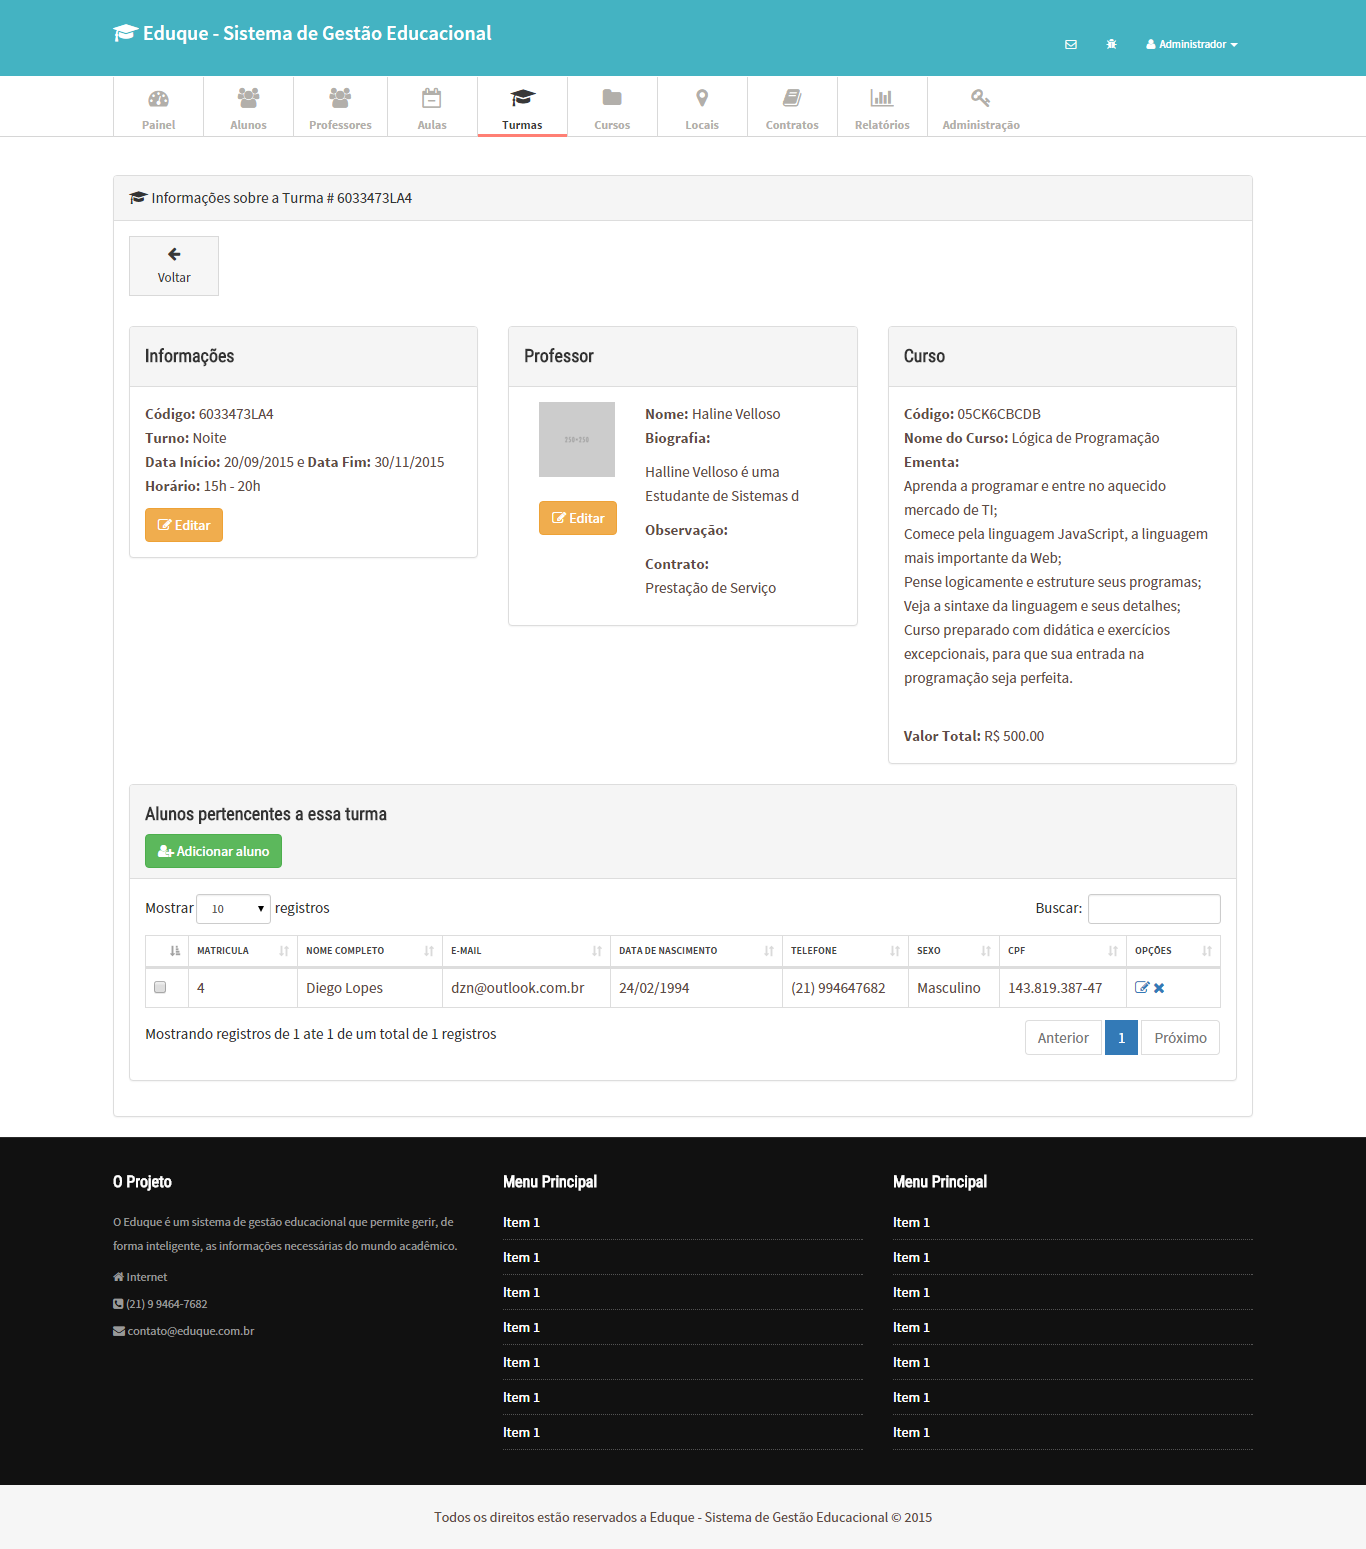 Eduque - Sistema de Gestão Educacional
Administrador
Painel
Alunos
Professores
Aulas
Turmas
Cursos
Locais
Contratos
Relatórios
Administração
Informações sobre a Turma # 6033473LA4
Voltar
Informações
Código: 6033473LA4
Turno: Noite
Data Início: 20/09/2015 e Data Fim: 30/11/2015
Horário: 15h - 20h
Editar
Professor
250×250
Editar
Nome: Haline Velloso
Biografia:
Halline Velloso é uma
Estudante de Sistemas d
Observação:
Contrato:
Prestação de Serviço
Curso
Código: 05CK6CBCDB
Nome do Curso: Lógica de Programação
Ementa:
Aprenda a programar e entre no aquecido
mercado de TI;
Comece pela linguagem JavaScript, a linguagem
mais importante da Web;
Pense logicamente e estruture seus programas;
Veja a sintaxe da linguagem e seus detalhes;
Curso preparado com didática e exercícios
excepcionais, para que sua entrada na
programação seja perfeita.
Valor Total: R$ 500.00
Alunos pertencentes a essa turma
Adicionar aluno
Mostrar 10 registros
Buscar:
MATRICULA NOME COMPLETO E-MAIL DATA DE NASCIMENTO TELEFONE SEXO CPF OPÇÕES
4 Diego Lopes dzn@outlook.com.br 24/02/1994 (21) 994647682 Masculino 143.819.387-47
Mostrando registros de 1 ate 1 de um total de 1 registros
Anterior 1 Próximo
O Projeto
O Eduque é um sistema de gestão educacional que permite gerir, de
forma inteligente, as informações necessárias do mundo acadêmico.
Internet
(21) 9 9464-7682
contato@eduque.com.br
Menu Principal
Item 1
Item 1
Item 1
Item 1
Item 1
Item 1
Item 1
Menu Principal
Item 1
Item 1
Item 1
Item 1
Item 1
Item 1
Item 1
Todos os direitos estão reservados a Eduque - Sistema de Gestão Educacional © 2015